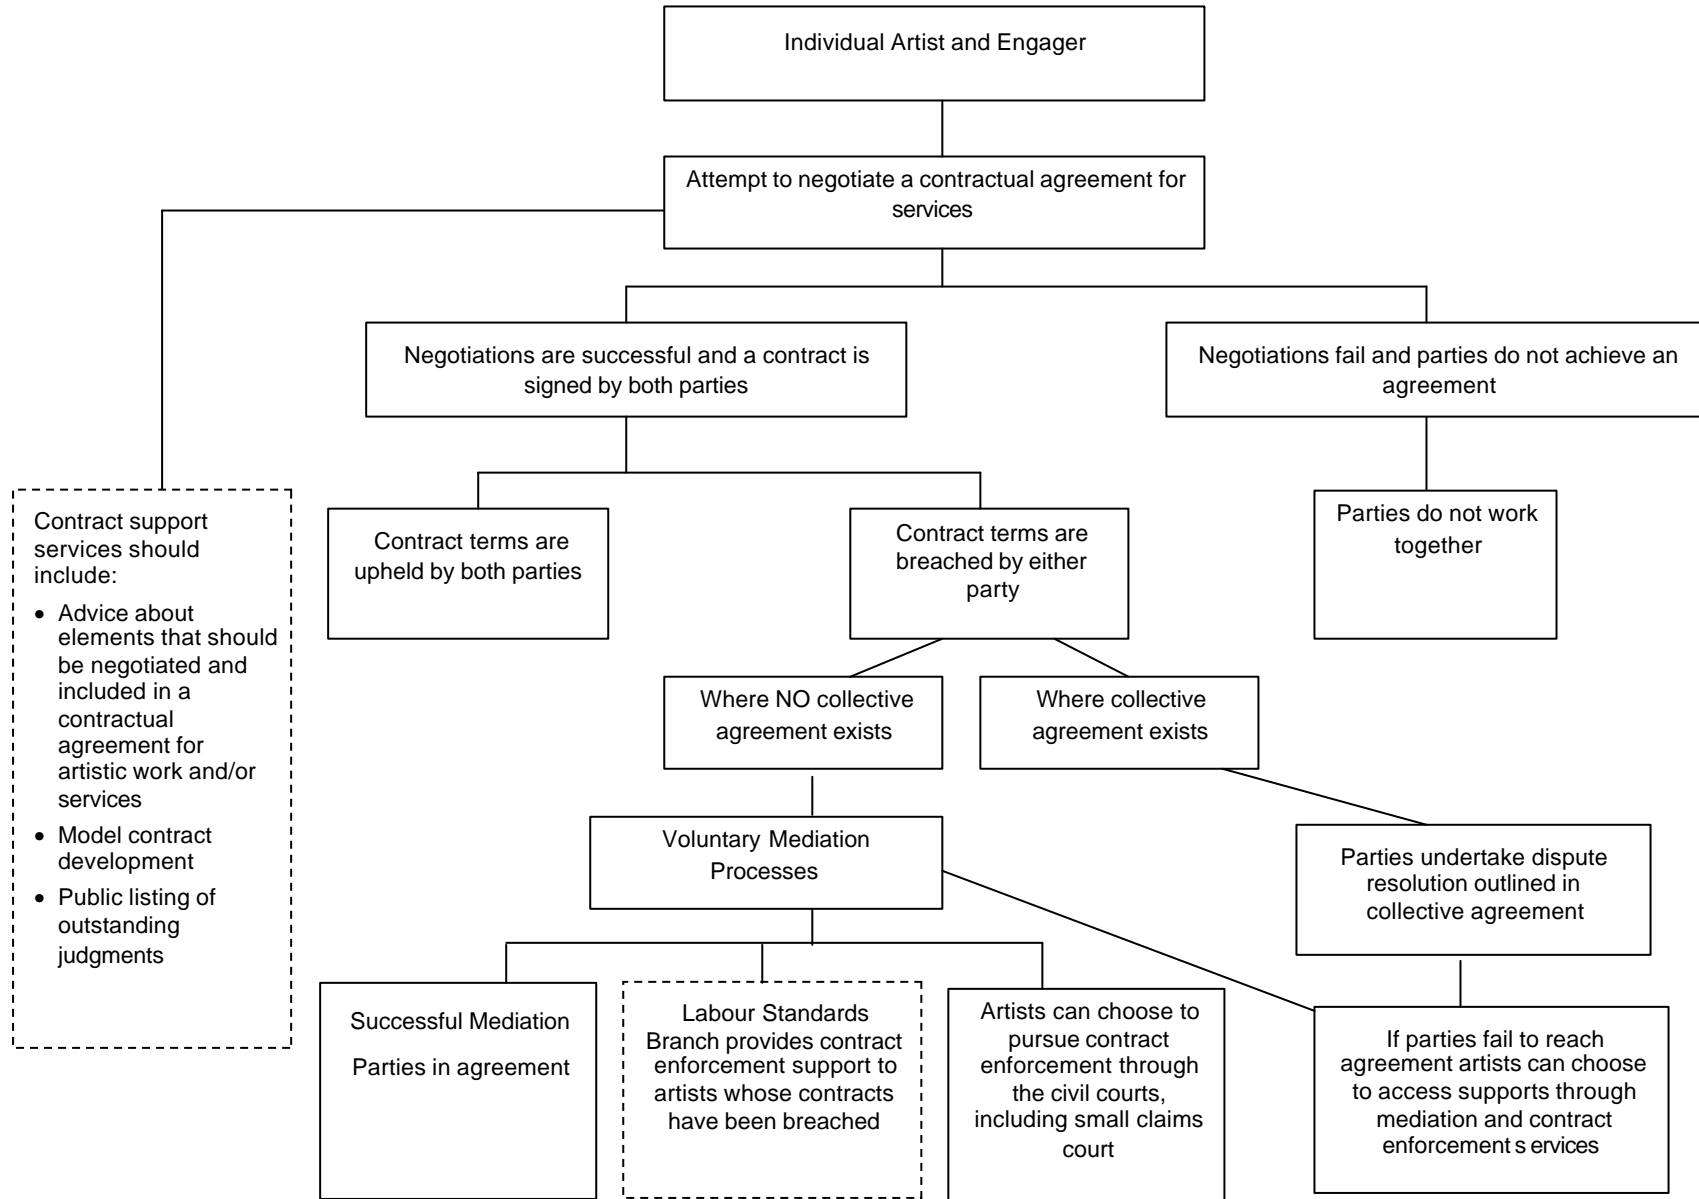 Individual Artist and Engager
Attempt to negotiate a contractual agreement for
services
Negotiations are successful and a contract is
signed by both parties
Negotiations fail and parties do not achieve an
agreement
Contract support
services should
include:
• Advice about
elements that should
be negotiated and
included in a
contractual
agreement for
artistic work and/or
services
• Model contract
development
• Public listing of
outstanding
judgments
Contract terms are
upheld by both parties
Contract terms are
breached by either
party
Parties do not work
together
Where NO collective
agreement exists
Where collective
agreement exists
Voluntary Mediation
Processes
Parties undertake dispute
resolution outlined in
collective agreement
Successful Mediation
Parties in agreement
Labour Standards
Branch provides contract
enforcement support to
artists whose contracts
have been breached
Artists can choose to
pursue contract
enforcement through
the civil courts,
including small claims
court
If parties fail to reach
agreement artists can choose
to access supports through
mediation and contract
enforcement s ervices